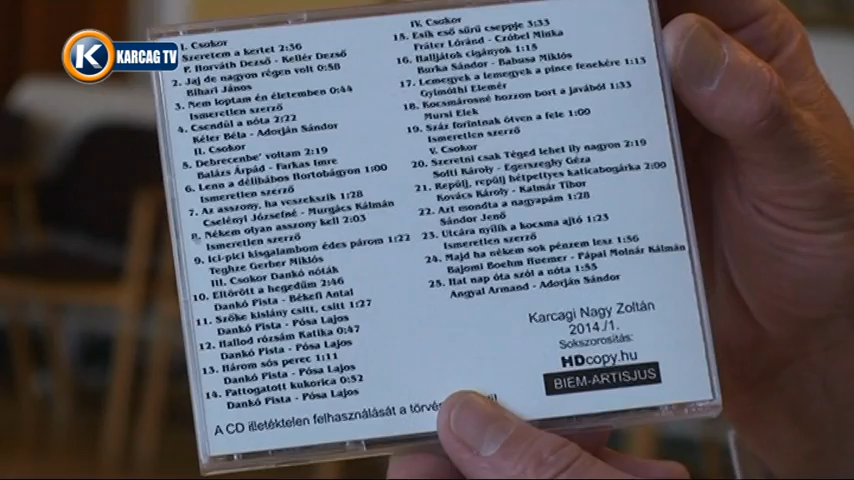 K KARCAG TV
I. Csokor
Szeretem a kertet 2:36
P. Horváth Dezső - Kellér Dezső
2. Jaj de nagyon régen volt 0:58
Bihari János
3. Nem loptam én életemben 0:44
Ismeretlen szerző
4. Csendül a nóta 2:22
Kéler Béla - Adorján Sándor
II. Csokor
5. Debrecenbe' voltam 2:19
Balázs Árpád - Farkas Imre
6. Lenn a délibábos Hortobágyon 1:00
Ismeretlen szerző
7. Az asszony, ha veszekszik 1:28
Cselényi Józsefné - Murgács Kálmán
8. Nékem olyan asszony kell 2:03
Ismeretlen szerző
9. Ici-pici kisgalambom édes párom 1:22
Teghze Gerber Miklós
III. Csokor Dankó nóták
10. Eltörött a hegedűm 2:46
Dankó Pista - Békefi Antal
11. Szőke kislány csitt, csitt 1:27
Dankó Pista - Pósa Lajos
12. Hallod rózsám Katika 0:47
Dankó Pista - Pósa Lajos
13. Három sós perec 1:11
Dankó Pista - Pósa Lajos
14. Pattogatott kukorica 0:52
Dankó Pista - Pósa Lajos
IV. Csokor
15. Esik eső sűrű cseppje 3:33
Fráter Lóránd - Czóbel Minka
16. Halljátok cigányok 1:15
Burka Sándor - Babusa Miklós
17. Lemegyek a lemegyek a pince fenekére 1:13
Gyimóthi Elemér
18. Kocsmárosné hozzon bort a javából 1:33
Mursi Elek
19. Száz forintnak ötven a fele 1:00
Ismeretlen szerző
V. Csokor
20. Szeretni csak Téged lehet ily nagyon 2:19
Solti Károly - Egerszeghy Géza
21. Repülj, repülj hétpettyes katicabogárka 2:00
Kovács Károly - Kalmár Tibor
22. Azt mondta a nagyapám 1:28
Sándor Jenő
23. Utcára nyílik a kocsma ajtó 1:23
Ismeretlen szerző
24. Majd ha nékem sok pénzem lesz 1:56
Bajomi Boehm Huemer - Pápai Molnár Kálmán
25. Hat nap óta szól a nóta 1:55
Angyal Armand - Adorján Sándor
Karcagi Nagy Zoltán
2014./1.
Sokszorosítás:
HDcopy.hu
BIEM-ARTISJUS
A CD illetéktelen felhasználását a